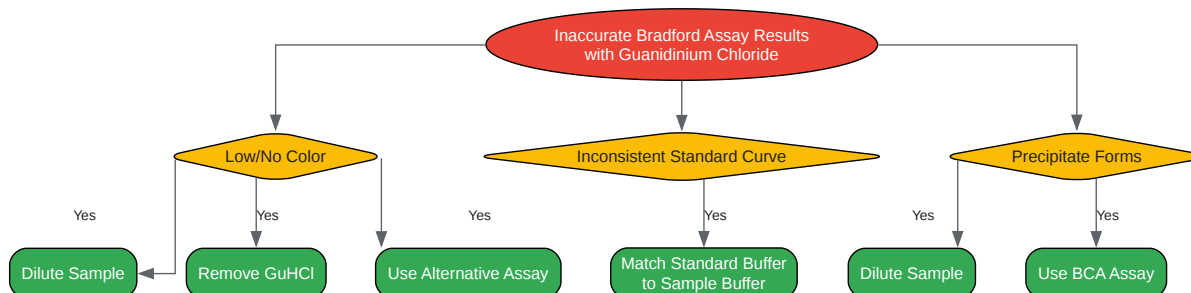 Inaccurate Bradford Assay Results
with Guanidinium Chloride
Low/No Color
Inconsistent Standard Curve
Precipitate Forms
Yes
Yes
Yes
Yes
Yes
Yes
Dilute Sample
Remove GuHCl
Use Alternative Assay
Match Standard Buffer
to Sample Buffer
Dilute Sample
Use BCA Assay